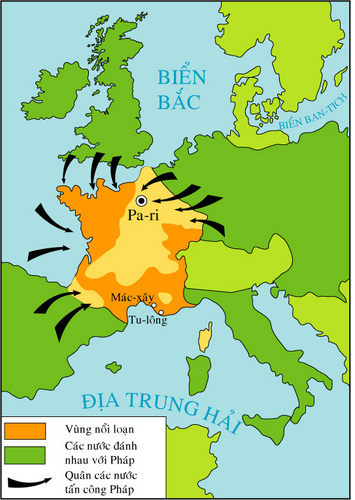 BIỂN
BẮC
BIỂN BAN-TÍCH
Pa-ri
Mác-xây
Tu-lông
ĐỊA TRUNG HẢI
Vùng nổi loạn
Các nước đánh
nhau với Pháp
Quân các nước
tấn công Pháp